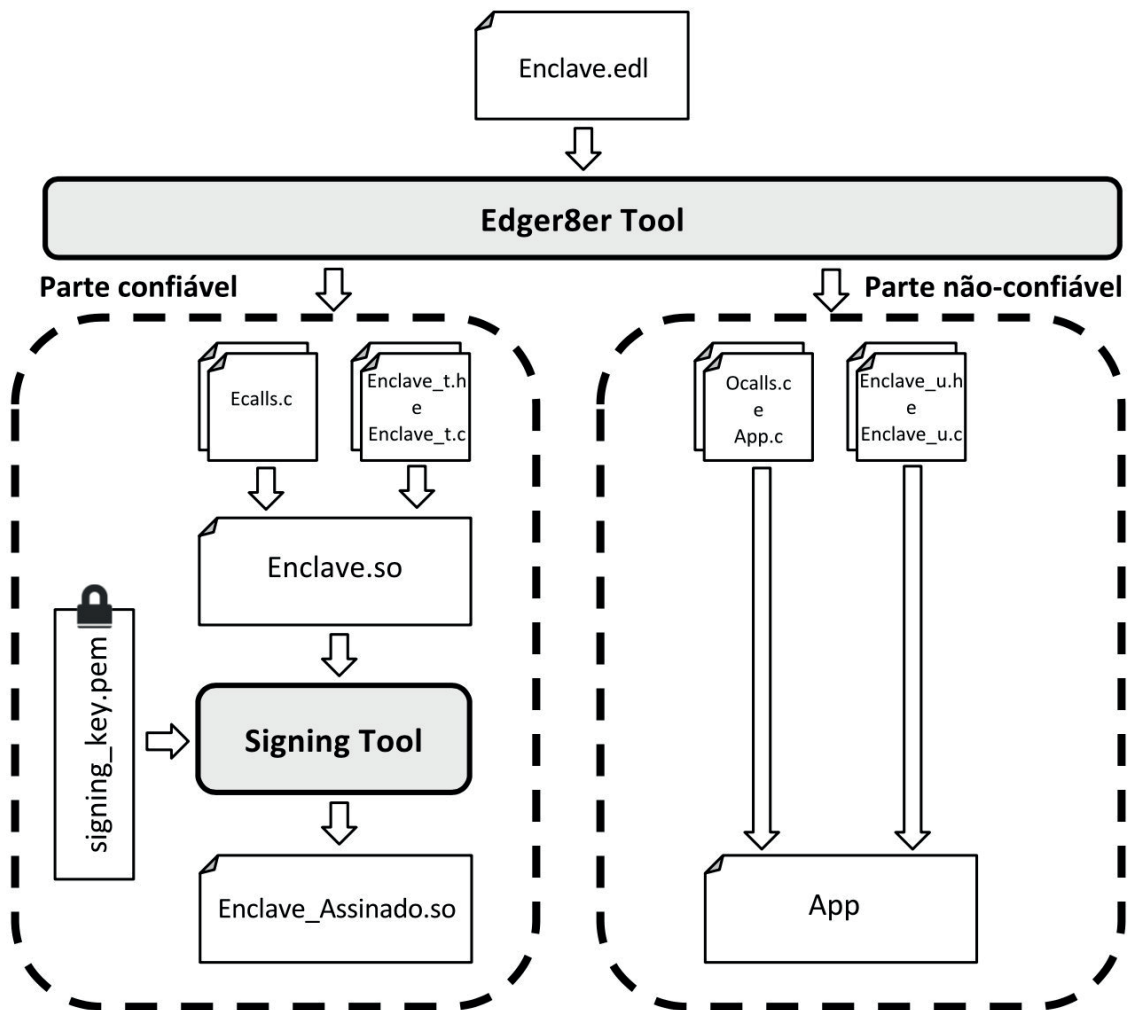 Enclave.edl
Edger8er Tool
Parte confiável
Parte não-confiável
Ecalls.c
Enclave_t.h
e
Enclave_t.c
Ocalls.c
e
App.c
Enclave_u.h
e
Enclave_u.c
Enclave.so
signing_key.pem
Signing Tool
Enclave_Assinado.so
App